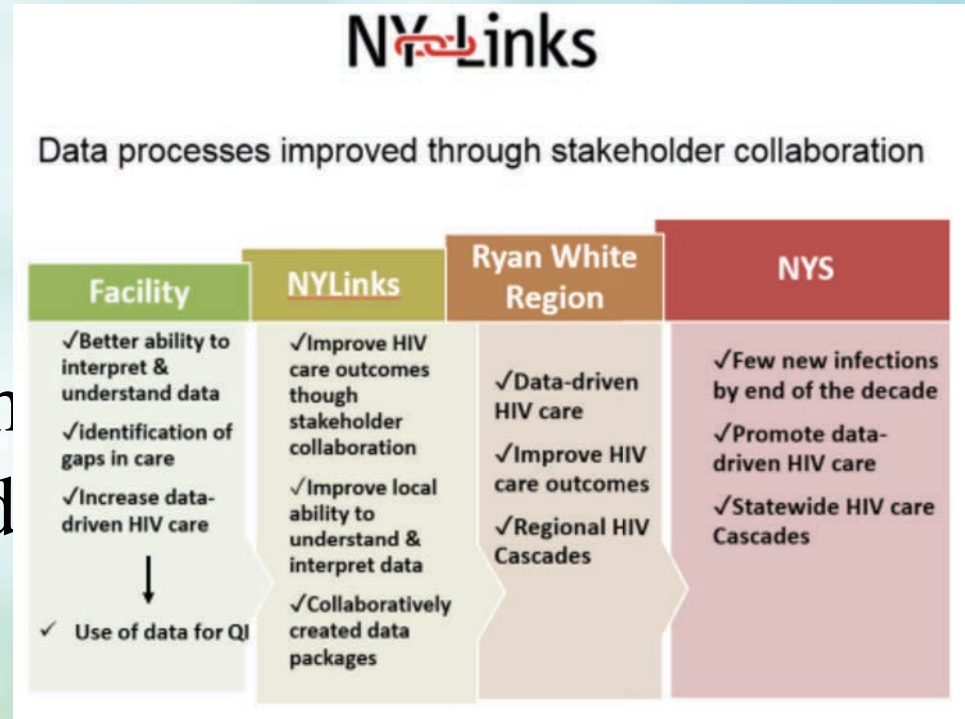 NYLinks
Data processes improved through stakeholder collaboration
Facility
√Better ability to
interpret &
understand data
√identification of
gaps in care
√Increase data-
driven HIV care
✓ Use of data for QI
NYLinks
√Improve HIV
care outcomes
though
stakeholder
collaboration
√Improve local
ability to
understand &
interpret data
√Collaboratively
created data
packages
Ryan White
Region
√Data-driven
HIV care
√Improve HIV
care outcomes
√Regional HIV
Cascades
NYS
√Few new infections
by end of the decade
√Promote data-
driven HIV care
√Statewide HIV care
Cascades